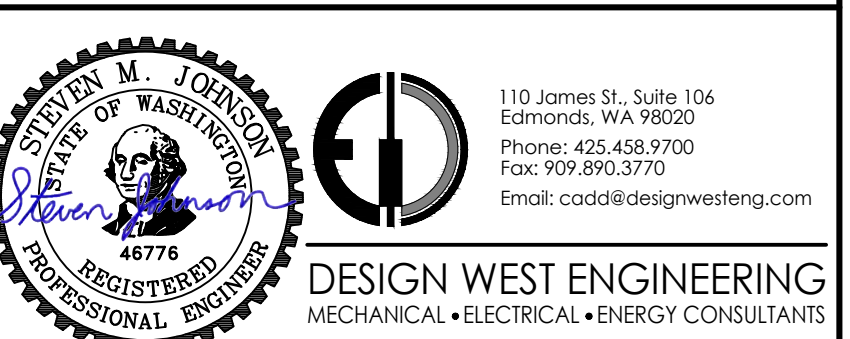 STEVEN M. JOHNSON
STATE OF WASHINGTON
Steven Johnson
46776
REGISTERED
PROFESSIONAL ENGINEER
110 James St., Suite 106
Edmonds, WA 98020
Phone: 425.458.9700
Fax: 909.890.3770
Email: cadd@designwesteng.com
DESIGN WEST ENGINEERING
MECHANICAL • ELECTRICAL • ENERGY CONSULTANTS